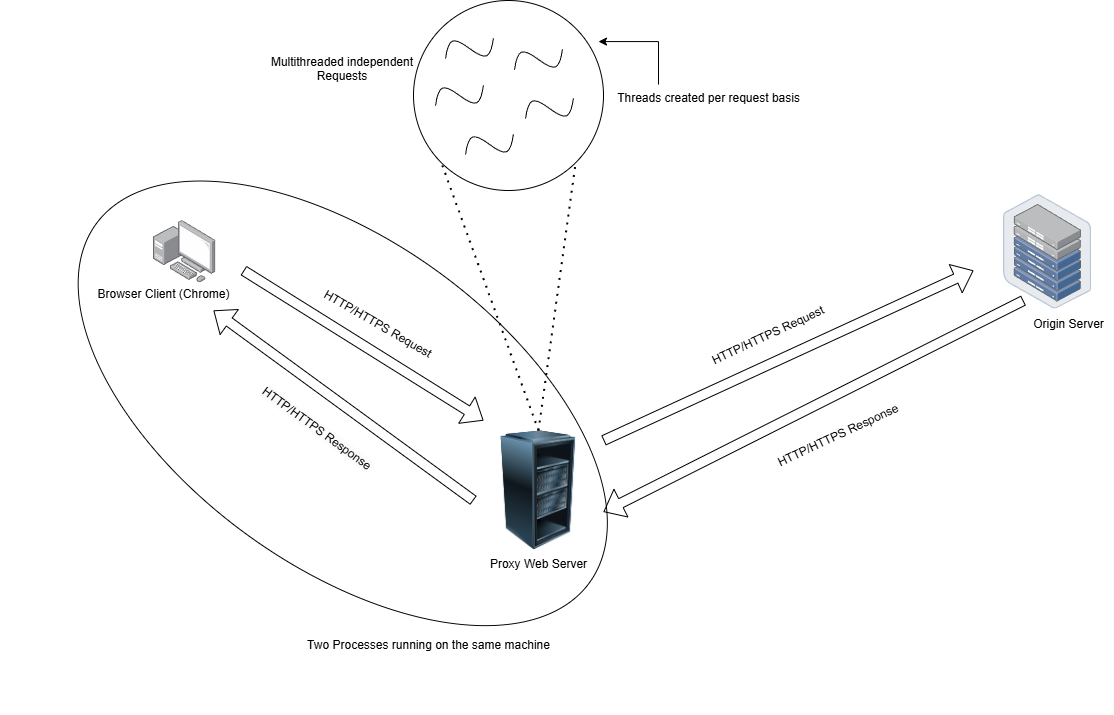 Multithreaded independent
Requests
Threads created per request basis
Browser Client (Chrome)
HTTP/HTTPS Request
HTTP/HTTPS Response
HTTP/HTTPS Request
HTTP/HTTPS Response
Origin Server
Proxy Web Server
Two Processes running on the same machine